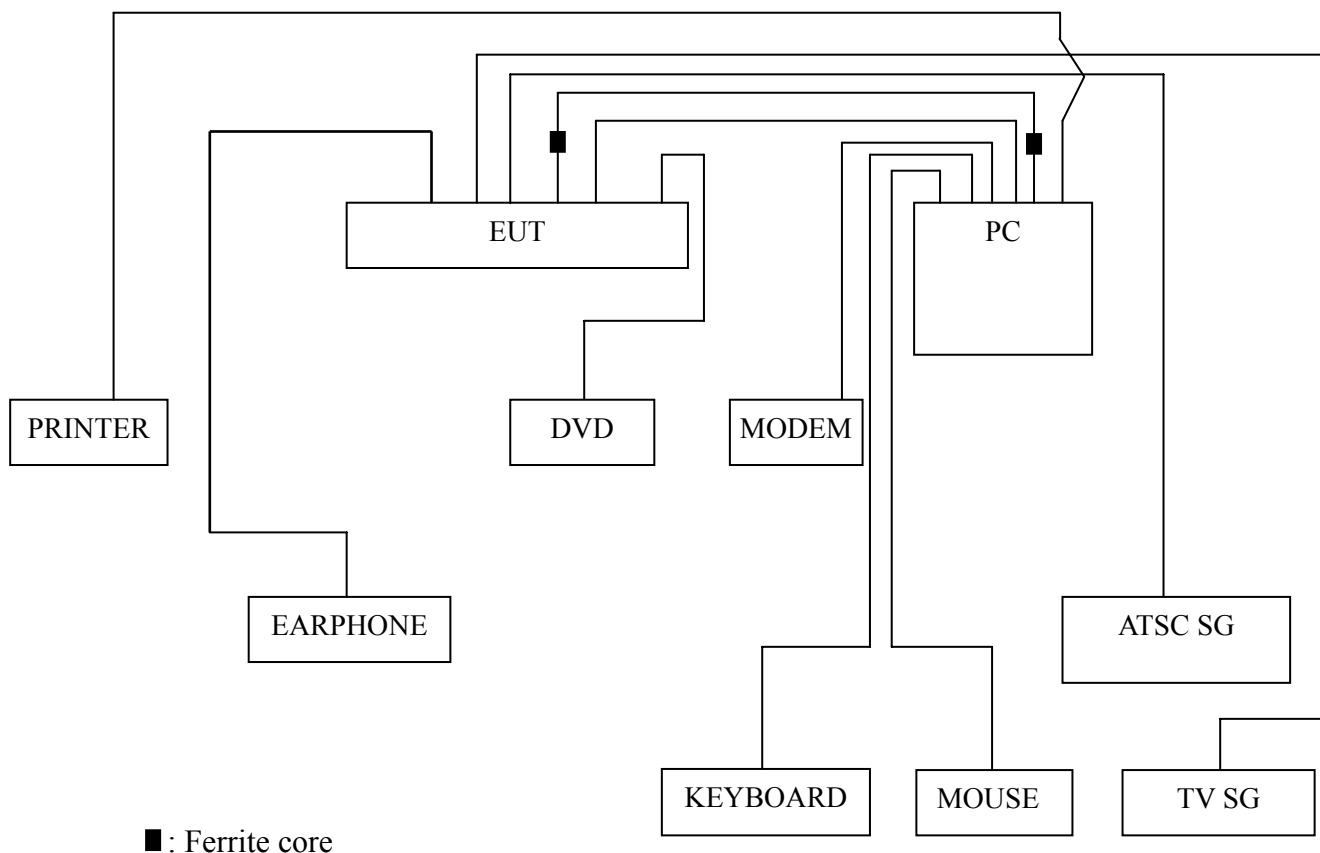 EUT
PC
PRINTER
DVD
MODEM
EARPHONE
ATSC SG
KEYBOARD
MOUSE
TV SG
: Ferrite core